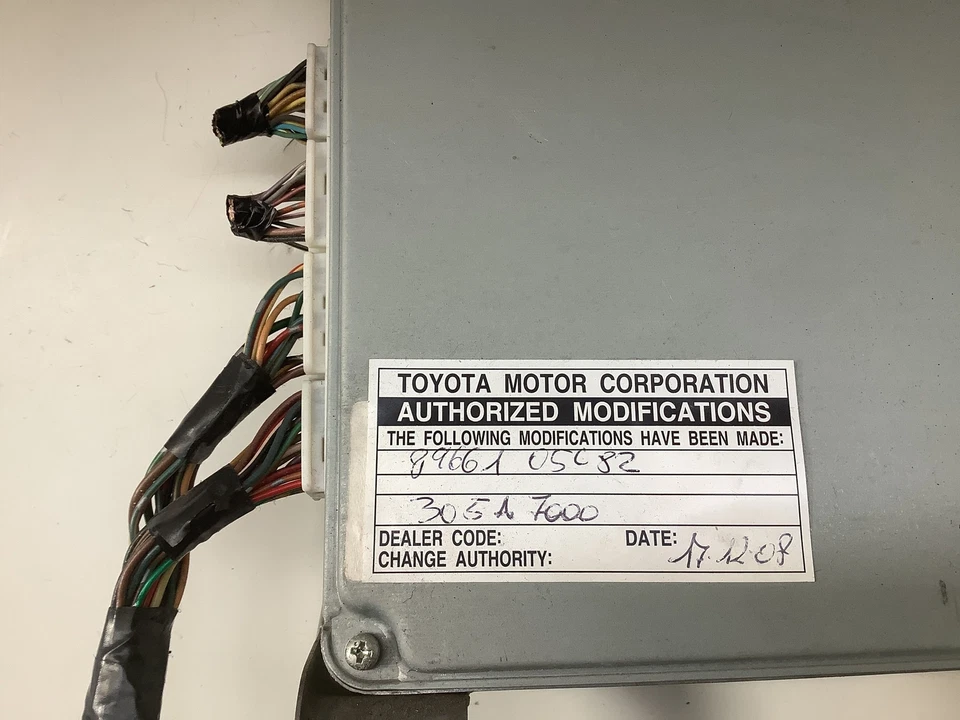 TOYOTA MOTOR CORPORATION
AUTHORIZED MODIFICATIONS
THE FOLLOWING MODIFICATIONS HAVE BEEN MADE:
89661 05C82
3051 7000
DEALER CODE: DATE: 17.12.08
CHANGE AUTHORITY: